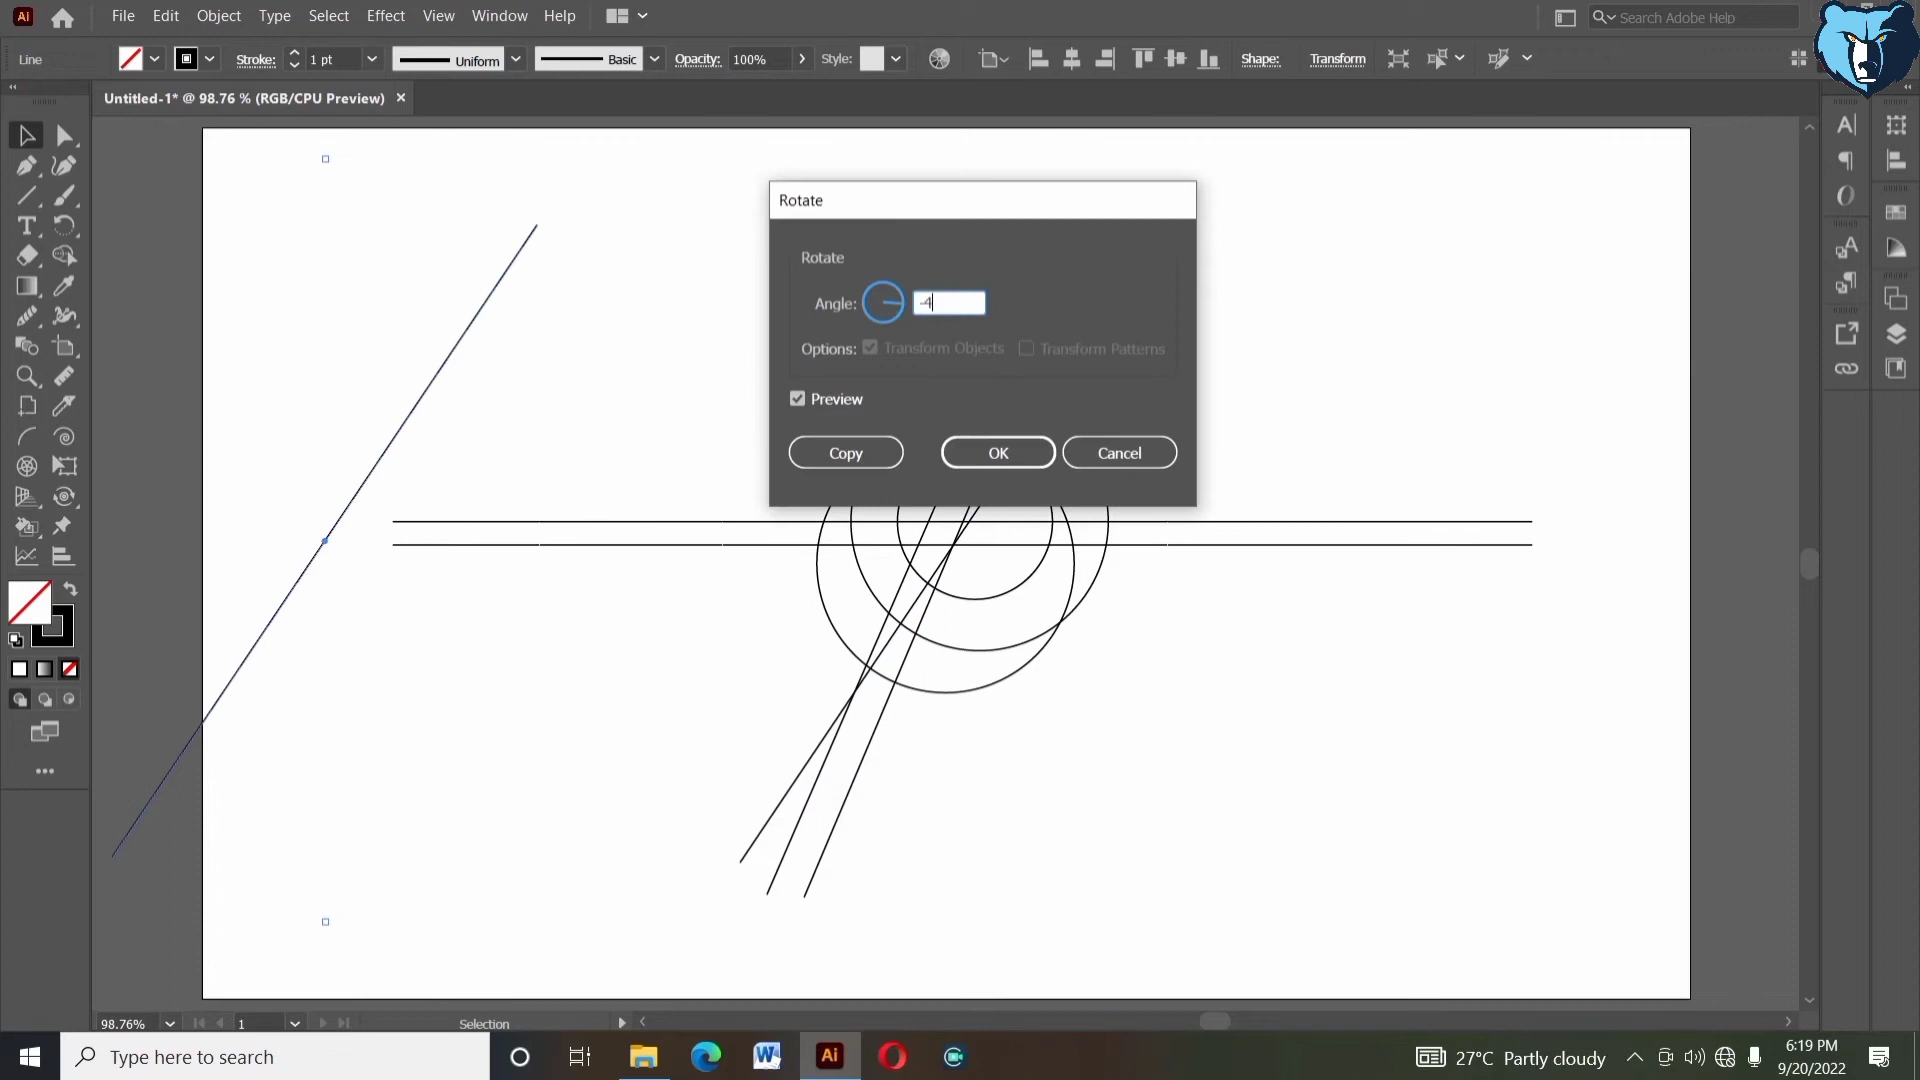 Ai File Edit Object Type Select Effect View Window Help Search Adobe Help
Line Stroke: 1 pt Uniform Basic Opacity: 100% Style: Shape: Transform
Untitled-1* @ 98.76 % (RGB/CPU Preview) ×
Rotate
Rotate
Angle: -4
Options: Transform Objects Transform Patterns
Preview
Copy OK Cancel
98.76% 1 Selection
Type here to search
27°C Partly cloudy
6:19 PM
9/20/2022